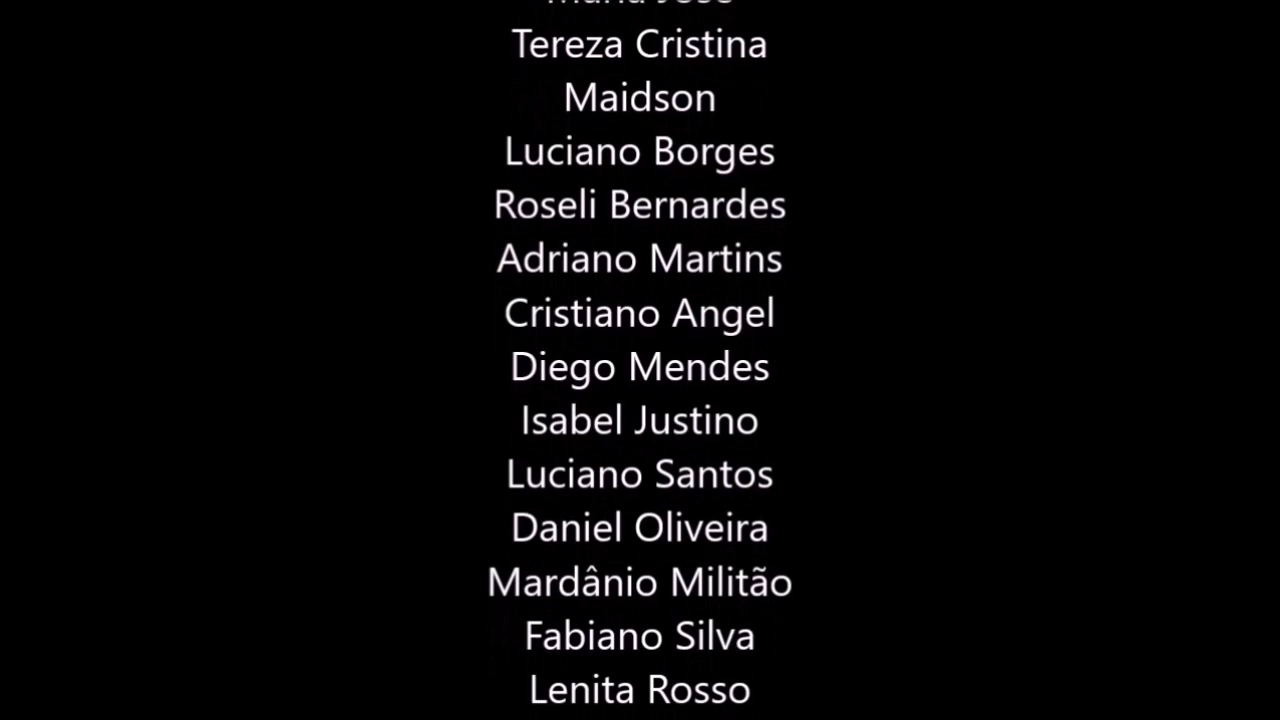 Tereza Cristina
Maidson
Luciano Borges
Roseli Bernardes
Adriano Martins
Cristiano Angel
Diego Mendes
Isabel Justino
Luciano Santos
Daniel Oliveira
Mardânio Militão
Fabiano Silva
Lenita Rosso